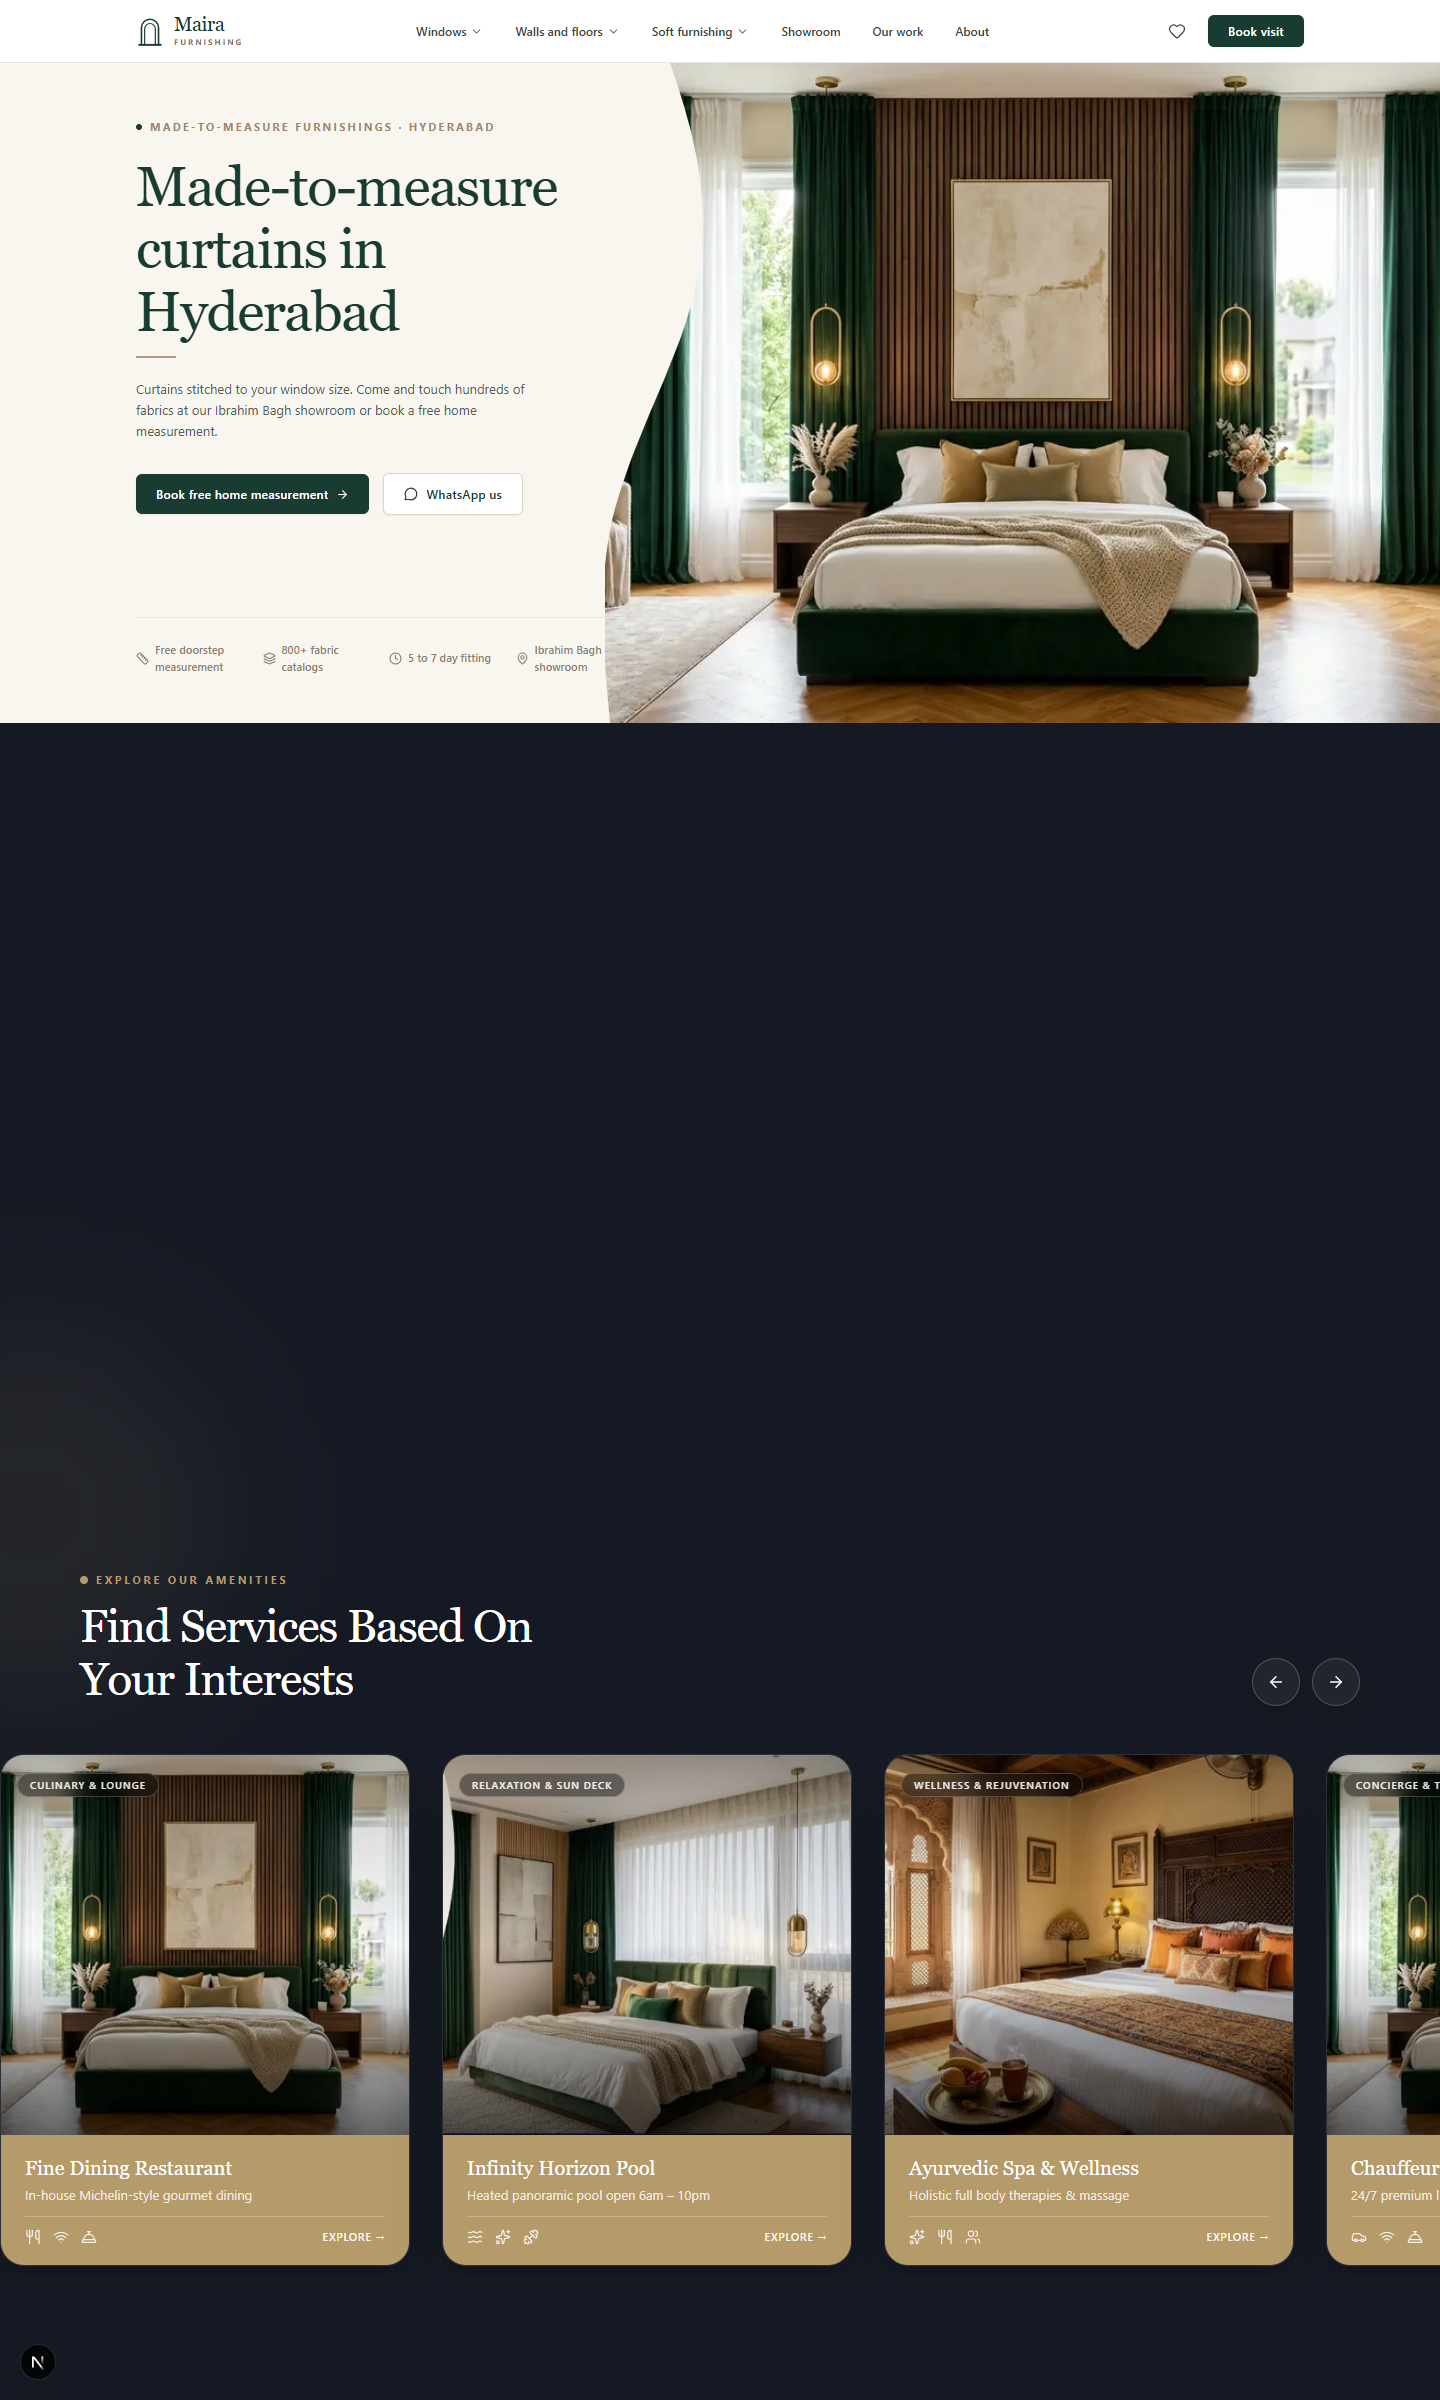 Maira
FURNISHING
Windows
Walls and floors
Soft furnishing
Showroom
Our work
About
Book visit
MADE-TO-MEASURE FURNISHINGS · HYDERABAD
Made-to-measure
curtains in
Hyderabad
Curtains stitched to your window size. Come and touch hundreds of
fabrics at our Ibrahim Bagh showroom or book a free home
measurement.
Book free home measurement →
WhatsApp us
Free doorstep
measurement
800+ fabric
catalogs
5 to 7 day fitting
Ibrahim Bagh
showroom
EXPLORE OUR AMENITIES
Find Services Based On
Your Interests
CULINARY & LOUNGE
Fine Dining Restaurant
In-house Michelin-style gourmet dining
EXPLORE →
RELAXATION & SUN DECK
Infinity Horizon Pool
Heated panoramic pool open 6am – 10pm
EXPLORE →
WELLNESS & REJUVENATION
Ayurvedic Spa & Wellness
Holistic full body therapies & massage
EXPLORE →
CONCIERGE & T
Chauffeur
24/7 premium l
N